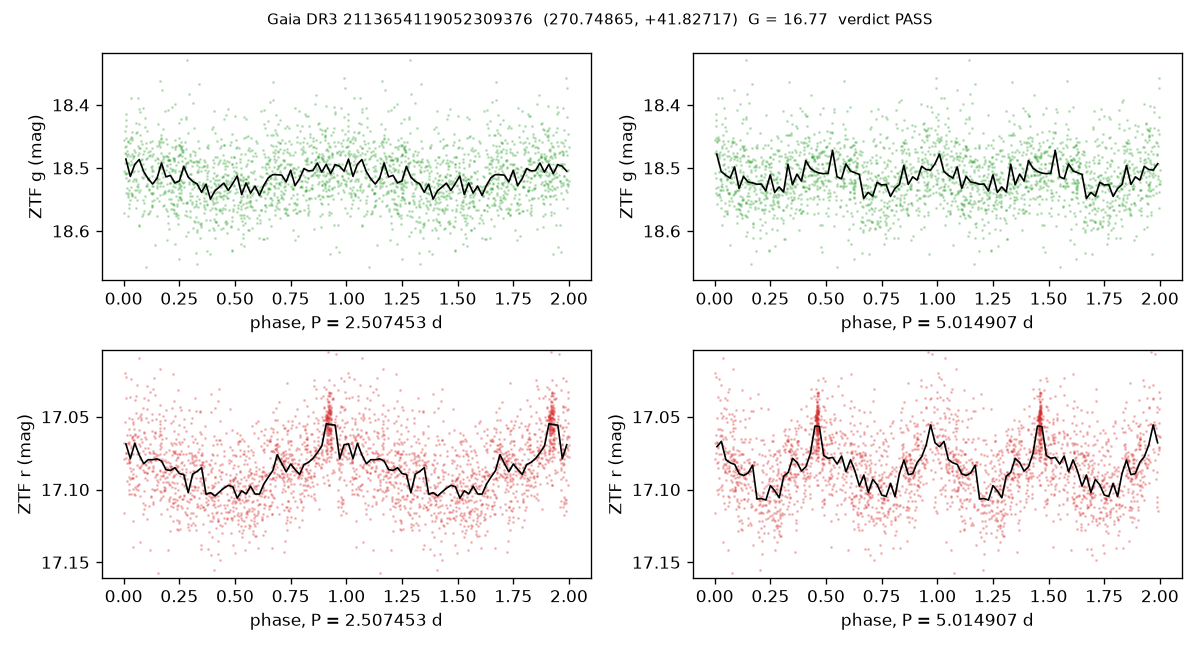 Gaia DR3 2113654119052309376  (270.74865, +41.82717)  G = 16.77  verdict PASS
ZTF g (mag)
18.4
18.5
18.6
0.00 0.25 0.50 0.75 1.00 1.25 1.50 1.75 2.00
phase, P = 2.507453 d
ZTF g (mag)
18.4
18.5
18.6
0.00 0.25 0.50 0.75 1.00 1.25 1.50 1.75 2.00
phase, P = 5.014907 d
ZTF r (mag)
17.05
17.10
17.15
0.00 0.25 0.50 0.75 1.00 1.25 1.50 1.75 2.00
phase, P = 2.507453 d
ZTF r (mag)
17.05
17.10
17.15
0.00 0.25 0.50 0.75 1.00 1.25 1.50 1.75 2.00
phase, P = 5.014907 d